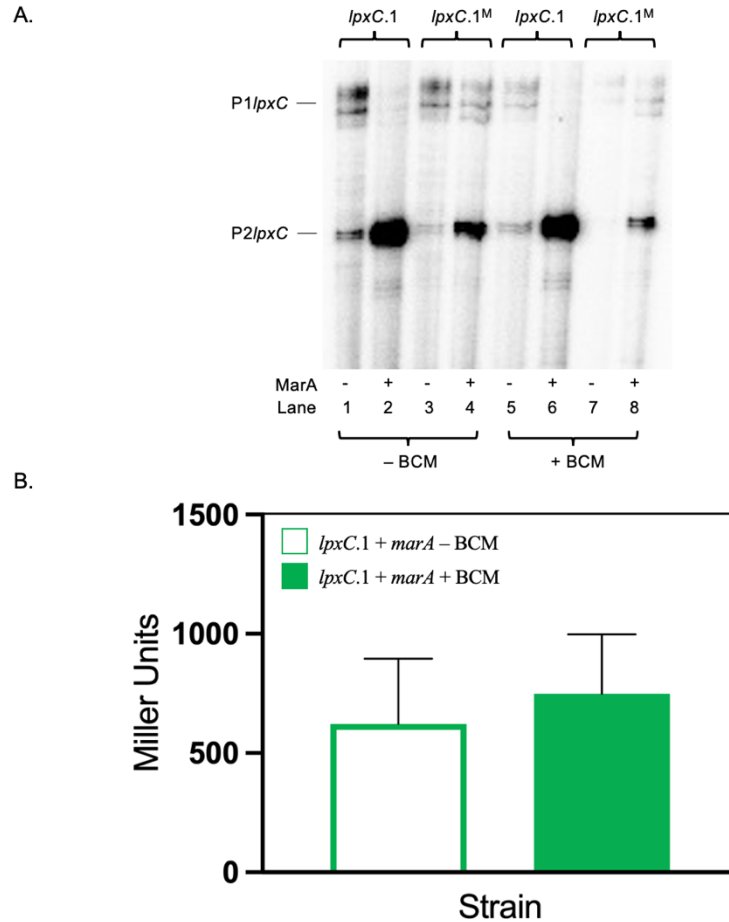 A.
lpxC.1 lpxC.1ᴹ lpxC.1 lpxC.1ᴹ
P1lpxC
P2lpxC
MarA - + - + - + - +
Lane 1 2 3 4 5 6 7 8
– BCM + BCM
B.
1500
lpxC.1 + marA – BCM
lpxC.1 + marA + BCM
1000
500
0
Miller Units
Strain